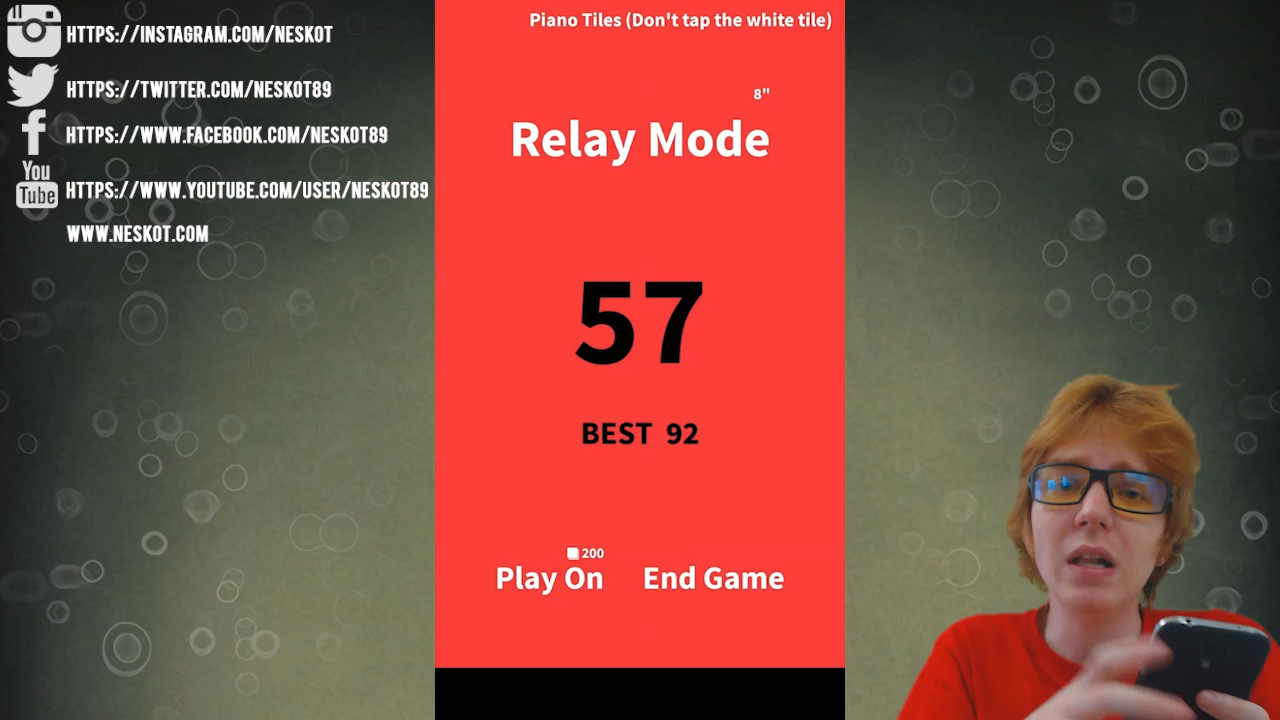 HTTPS://INSTAGRAM.COM/NESKOT
HTTPS://TWITTER.COM/NESKOT89
HTTPS://WWW.FACEBOOK.COM/NESKOT89
You
Tube
HTTPS://WWW.YOUTUBE.COM/USER/NESKOT89
WWW.NESKOT.COM
Piano Tiles (Don't tap the white tile)
8"
Relay Mode
57
BEST 92
200
Play On End Game